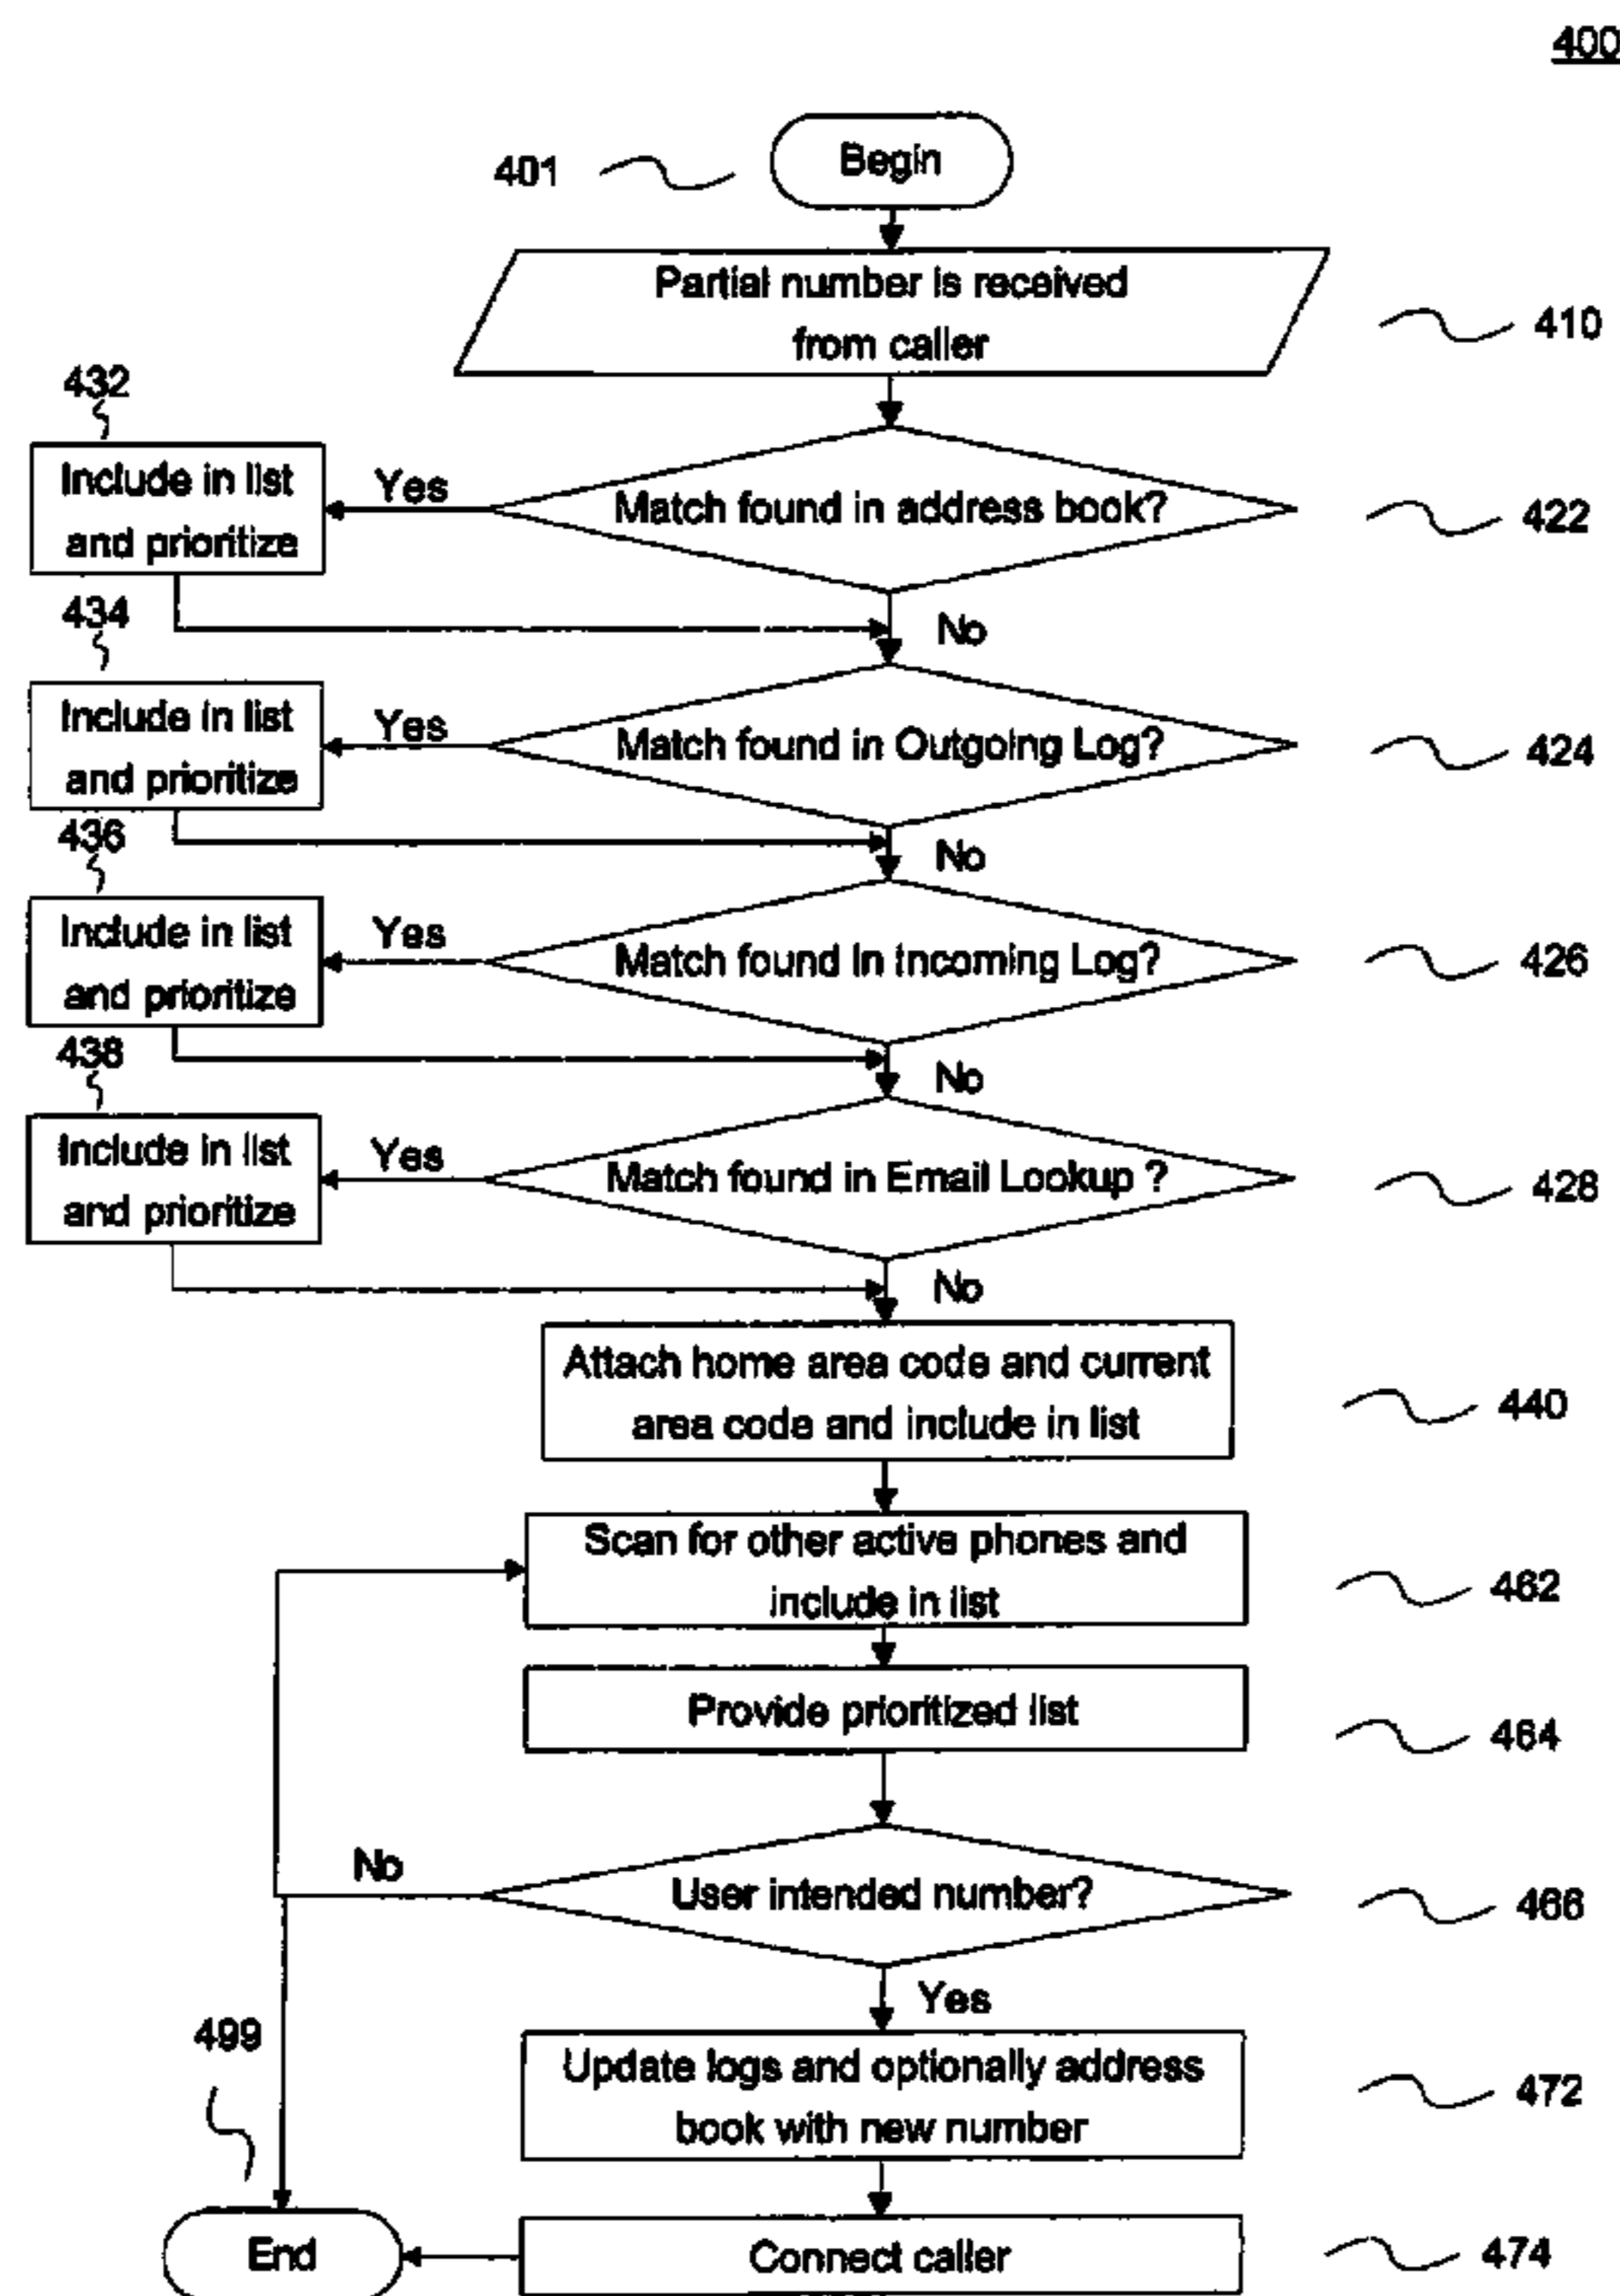 400
401
Begin
Partial number is received
from caller
410
432
Include in list
and prioritize
Yes
Match found in address book?
422
No
434
Include in list
and prioritize
Yes
Match found in Outgoing Log?
424
No
436
Include in list
and prioritize
Yes
Match found in Incoming Log?
426
No
438
Include in list
and prioritize
Yes
Match found in Email Lookup ?
428
No
Attach home area code and current
area code and include in list
440
Scan for other active phones and
include in list
462
Provide prioritized list
464
No
User intended number?
466
Yes
499
Update logs and optionally address
book with new number
472
End
Connect caller
474